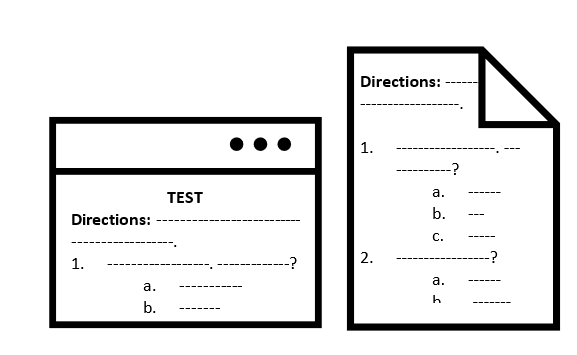 TEST
Directions: --------------------------
------------------.
1. ------------------. -------------?
a. -----------
b. -------
Directions: ------
-----------------.
1. -----------------. ---
----------?
a. ------
b. ---
c. -----
2. ----------------?
a. ------
b -------